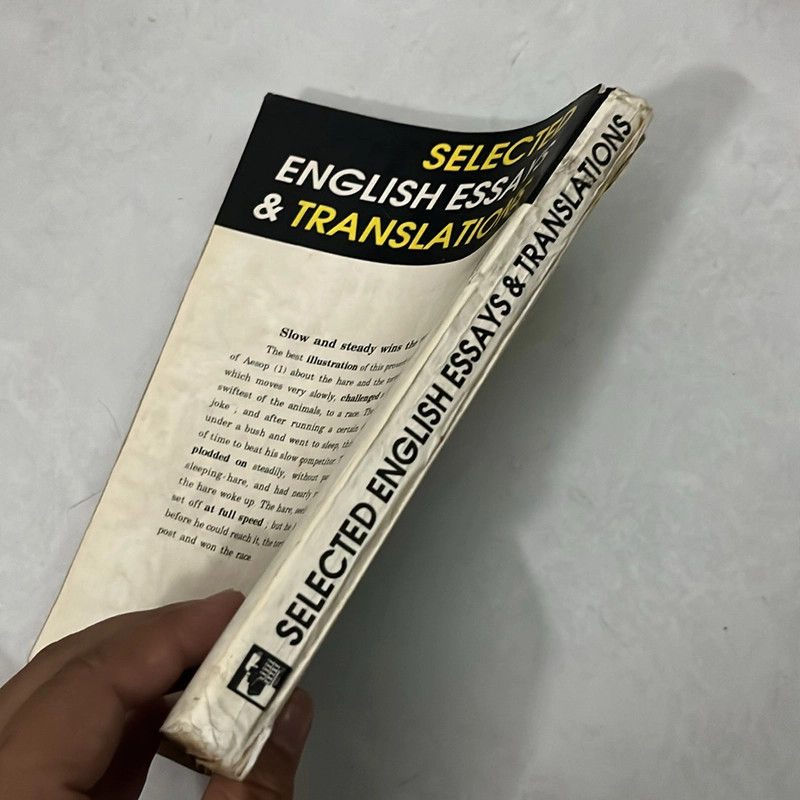 SELECTED
ENGLISH ESSAYS
& TRANSLATIONS
Slow and steady wins the
The best illustration of this
of Aesop (1) about the hare and the
which moves very slowly, challenged
swiftest of the animals, to a race. The
joke ; and after running a certain
under a bush and went to sleep,
of time to beat his slow competitor.
plodded on steadily, without
sleeping-hare, and had nearly
the hare woke up. The hare,
set off at full speed ; but he
before he could reach it, the
post and won the race
SELECTED ENGLISH ESSAYS & TRANSLATIONS